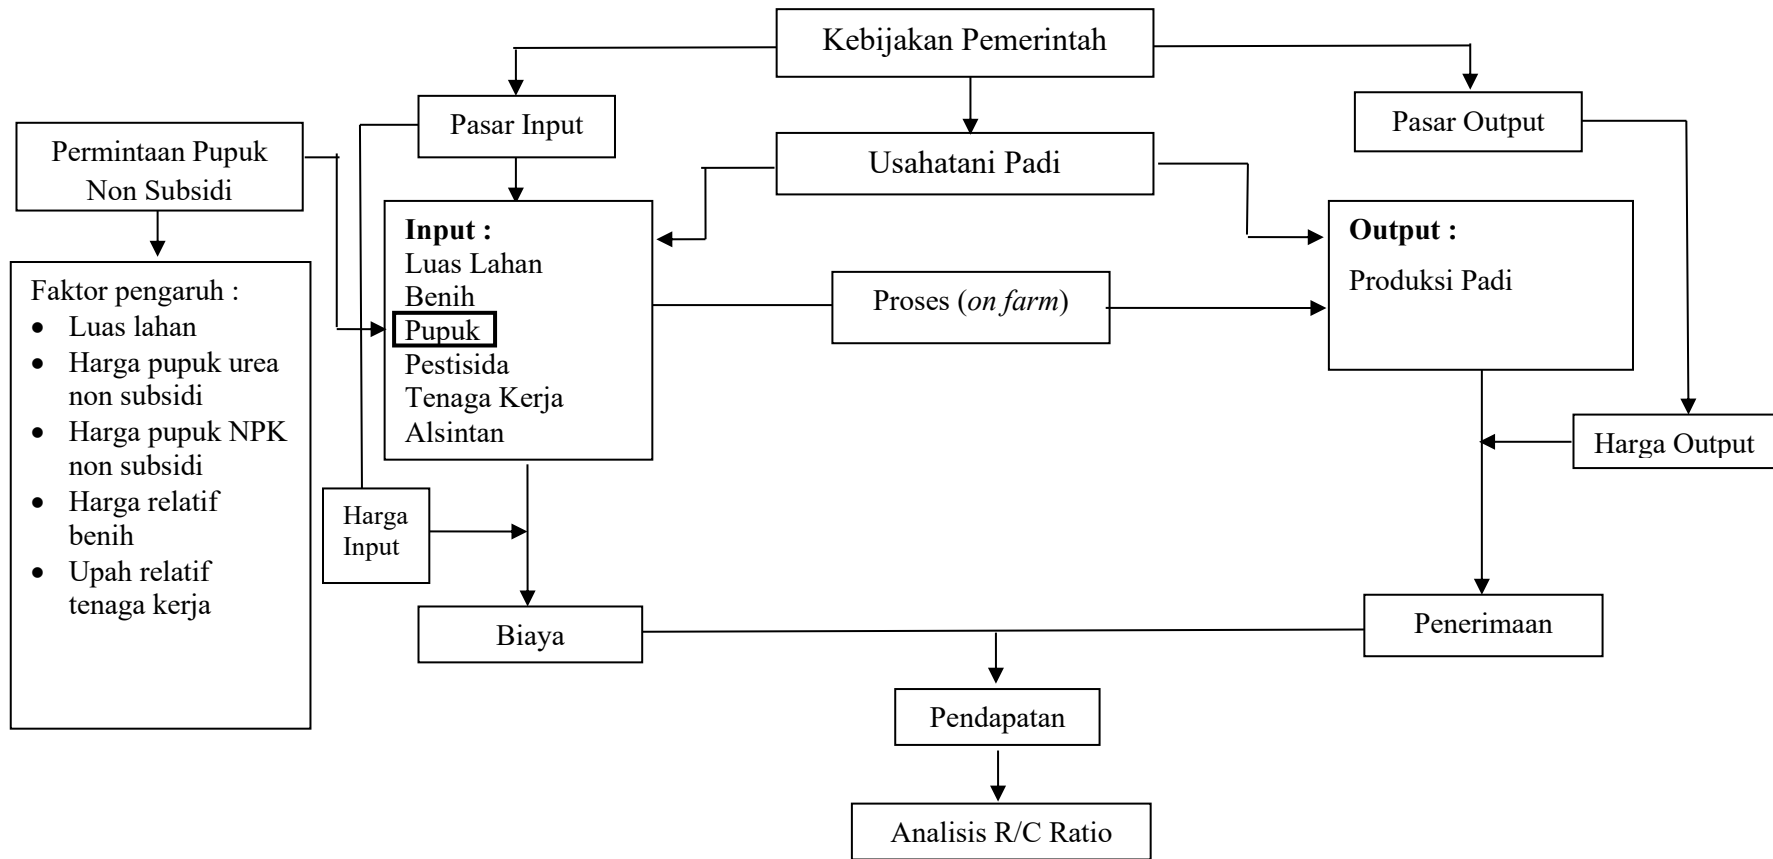 Kebijakan Pemerintah
Pasar Input
Pasar Output
Permintaan Pupuk
Non Subsidi
Usahatani Padi
Input :
Luas Lahan
Benih
Pupuk
Pestisida
Tenaga Kerja
Alsintan
Proses (on farm)
Output :
Produksi Padi
Faktor pengaruh :
• Luas lahan
• Harga pupuk urea
non subsidi
• Harga pupuk NPK
non subsidi
• Harga relatif
benih
• Upah relatif
tenaga kerja
Harga
Input
Harga Output
Biaya
Penerimaan
Pendapatan
Analisis R/C Ratio